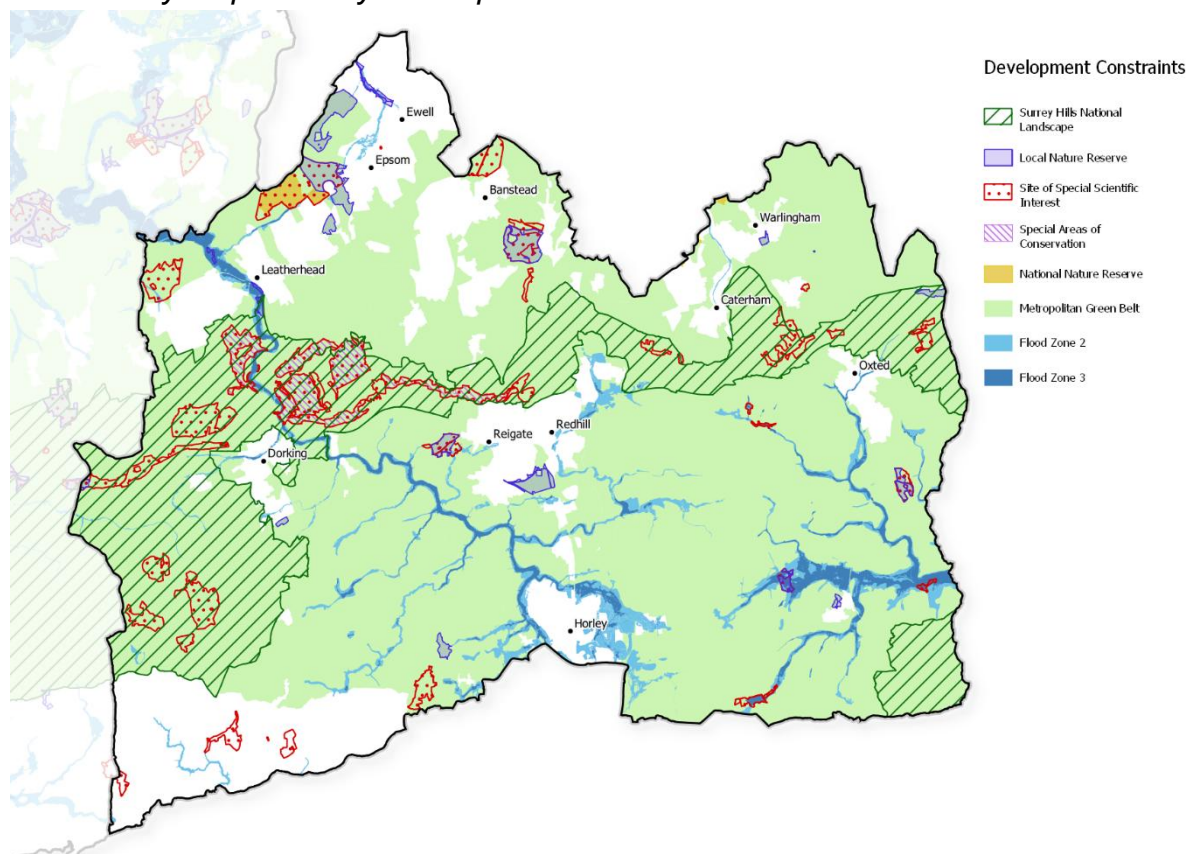 Development Constraints
Surrey Hills National
Landscape
Local Nature Reserve
Site of Special Scientific
Interest
Special Areas of
Conservation
National Nature Reserve
Metropolitan Green Belt
Flood Zone 2
Flood Zone 3
Ewell
Epsom
Banstead
Warlingham
Leatherhead
Caterham
Oxted
Redhill
Reigate
Dorking
Horley